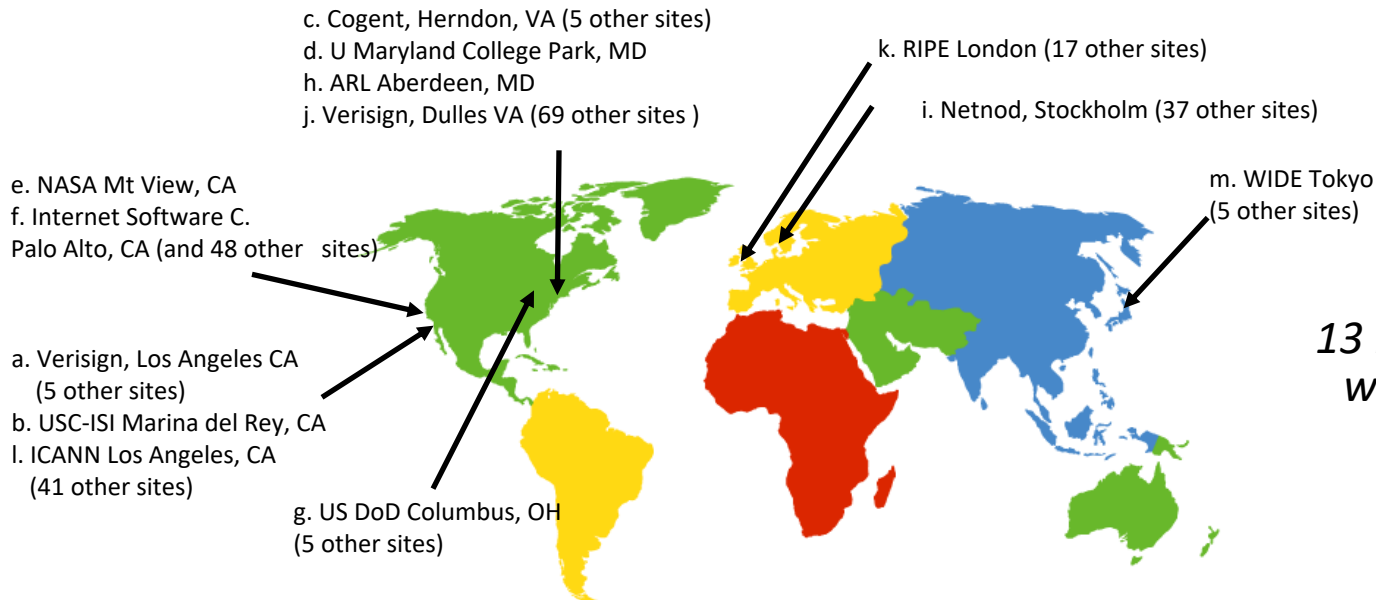 c. Cogent, Herndon, VA (5 other sites)
d. U Maryland College Park, MD
h. ARL Aberdeen, MD
j. Verisign, Dulles VA (69 other sites )
k. RIPE London (17 other sites)
i. Netnod, Stockholm (37 other sites)
e. NASA Mt View, CA
f. Internet Software C.
Palo Alto, CA (and 48 other sites)
m. WIDE Tokyo
(5 other sites)
a. Verisign, Los Angeles CA
(5 other sites)
b. USC-ISI Marina del Rey, CA
l. ICANN Los Angeles, CA
(41 other sites)
g. US DoD Columbus, OH
(5 other sites)
13
w